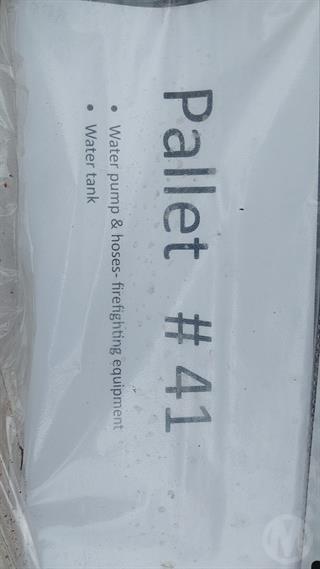 Pallet # 41
• Water pump & hoses- firefighting equipment
• Water tank